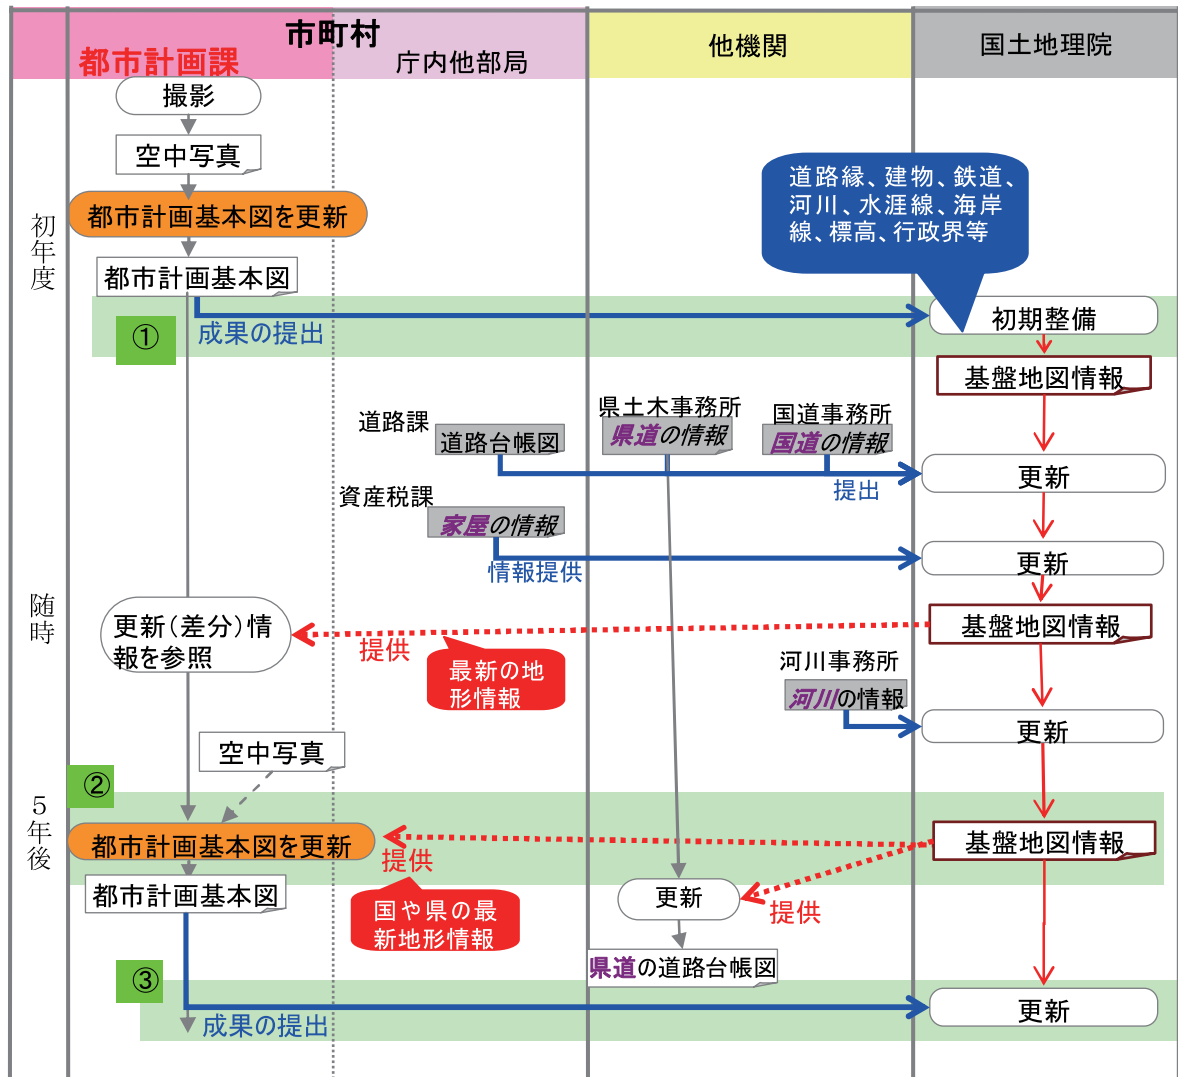 市町村
都市計画課
庁内他部局
他機関
国土地理院
撮影
空中写真
都市計画基本図を更新
都市計画基本図
初年度
道路縁、建物、鉄道、
河川、水涯線、海岸
線、標高、行政界等
①
成果の提出
初期整備
基盤地図情報
道路課
道路台帳図
県土木事務所
県道の情報
国道事務所
国道の情報
提出
更新
資産税課
家屋の情報
情報提供
更新
随時
更新（差分）情
報を参照
提供
最新の地
形情報
基盤地図情報
河川事務所
河川の情報
更新
空中写真
②
5年後
都市計画基本図を更新
提供
基盤地図情報
都市計画基本図
国や県の最
新地形情報
更新
提供
県道の道路台帳図
③
成果の提出
更新